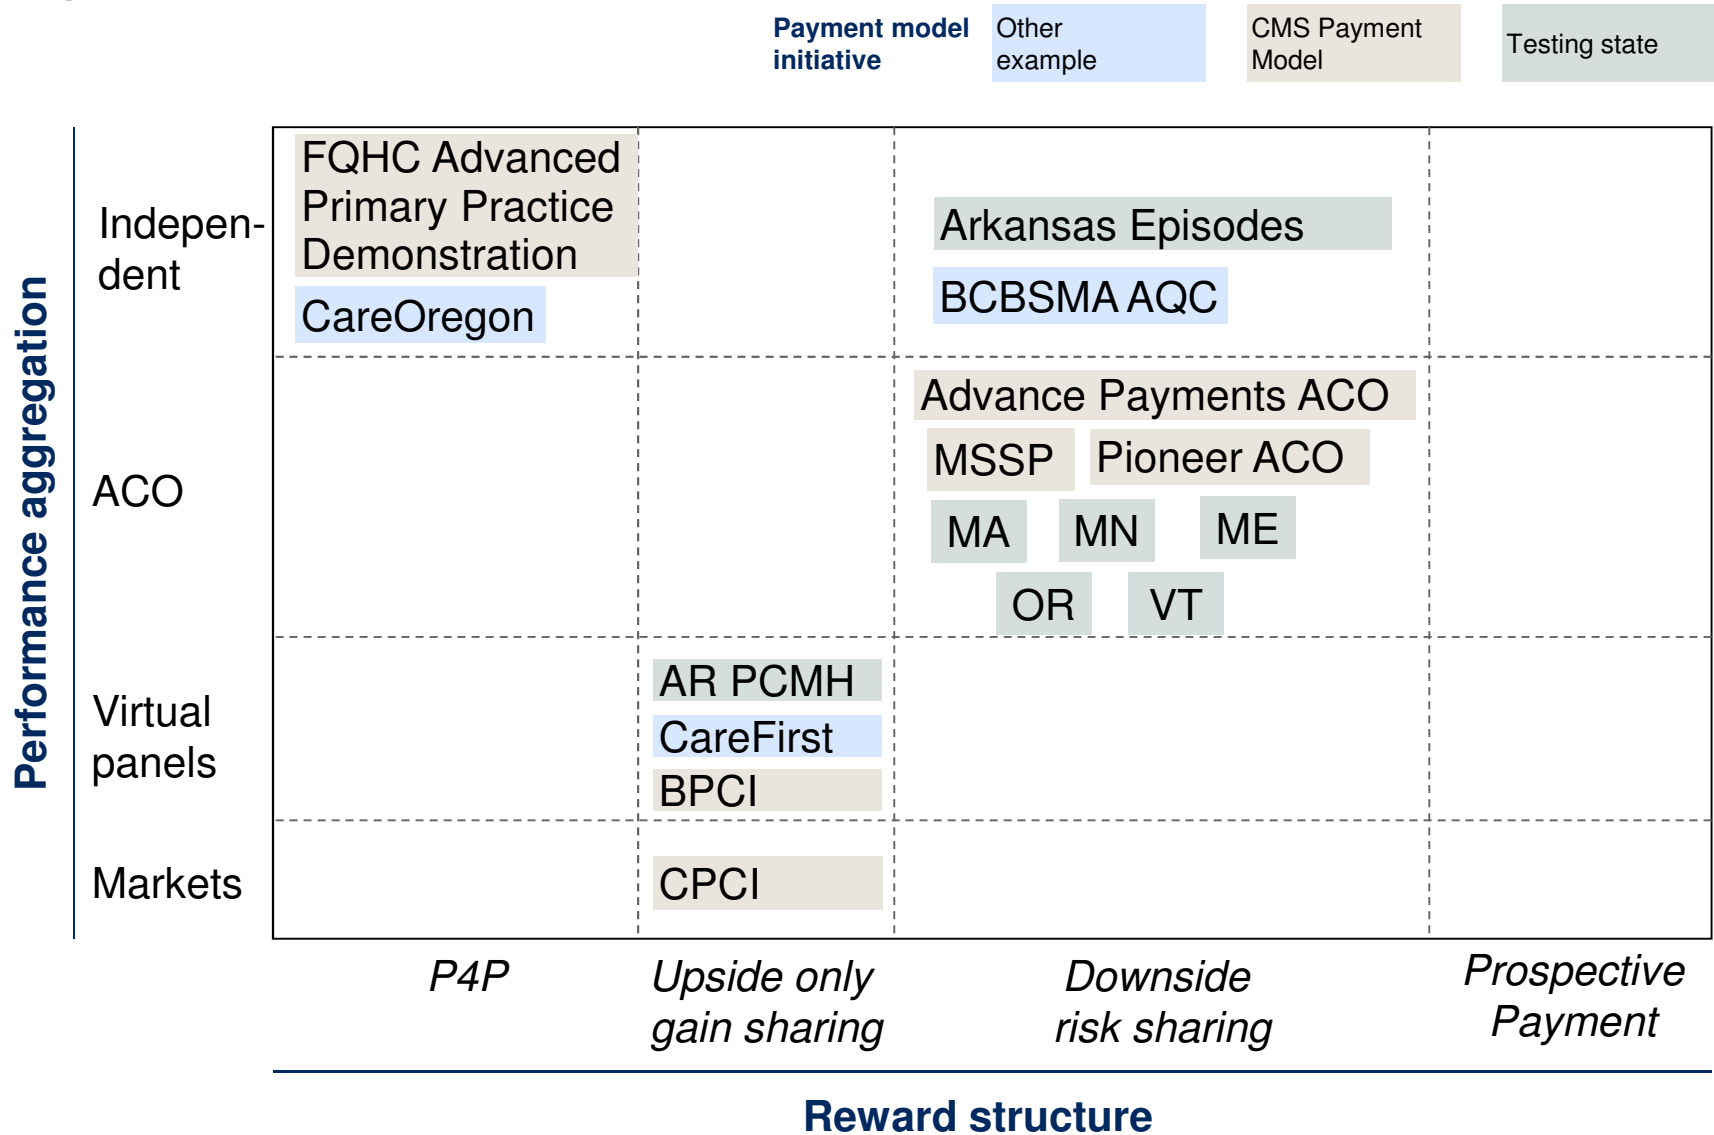 Payment model
initiative
Other
example
CMS Payment
Model
Testing state
Performance aggregation
Indepen-
dent
FQHC Advanced
Primary Practice
Demonstration
CareOregon
Arkansas Episodes
BCBSMA AQC
ACO
Advance Payments ACO
MSSP
Pioneer ACO
MA
MN
ME
OR
VT
Virtual
panels
AR PCMH
CareFirst
BPCI
Markets
CPCI
P4P
Upside only
gain sharing
Downside
risk sharing
Prospective
Payment
Reward structure